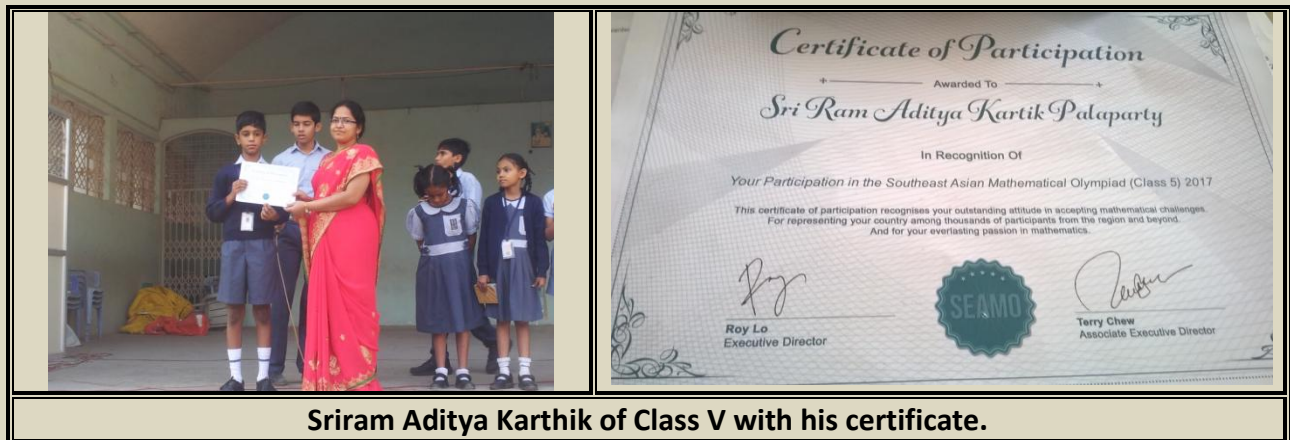 Certificate of Participation
Awarded To
Sri Ram Aditya Kartik Palaparty
In Recognition Of
Your Participation in the Southeast Asian Mathematical Olympiad (Class 5) 2017
This certificate of participation recognises your outstanding attitude in accepting mathematical challenges.
For representing your country among thousands of participants from the region and beyond.
And for your everlasting passion in mathematics.
SEAMO
Roy Lo
Executive Director
Terry Chew
Associate Executive Director
Sriram Aditya Karthik of Class V with his certificate.